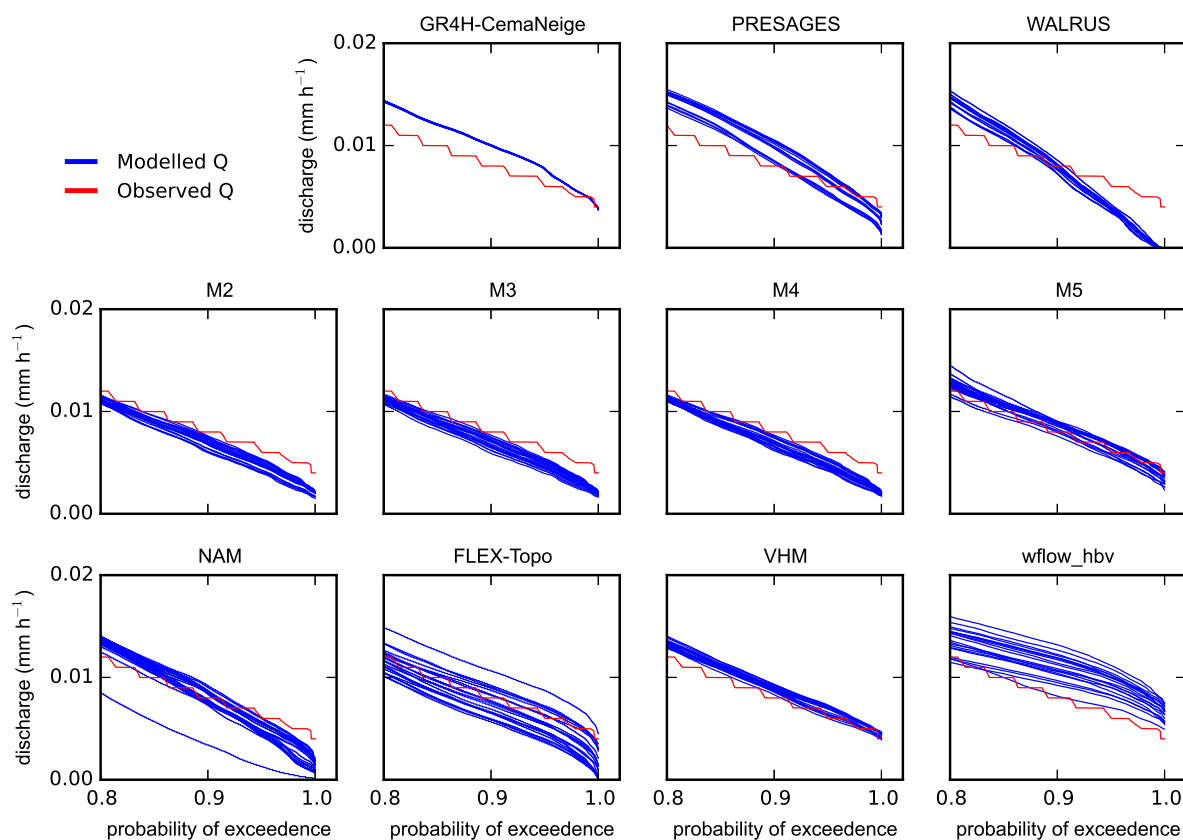 GR4H-CemaNeige PRESAGES WALRUS
0.02
discharge (mm h⁻¹)
0.01
0.00
Modelled Q
Observed Q
M2 M3 M4 M5
0.02
discharge (mm h⁻¹)
0.01
0.00
NAM FLEX-Topo VHM wflow_hbv
0.02
discharge (mm h⁻¹)
0.01
0.00
0.8 0.9 1.0 0.8 0.9 1.0 0.8 0.9 1.0 0.8 0.9 1.0
probability of exceedence probability of exceedence probability of exceedence probability of exceedence